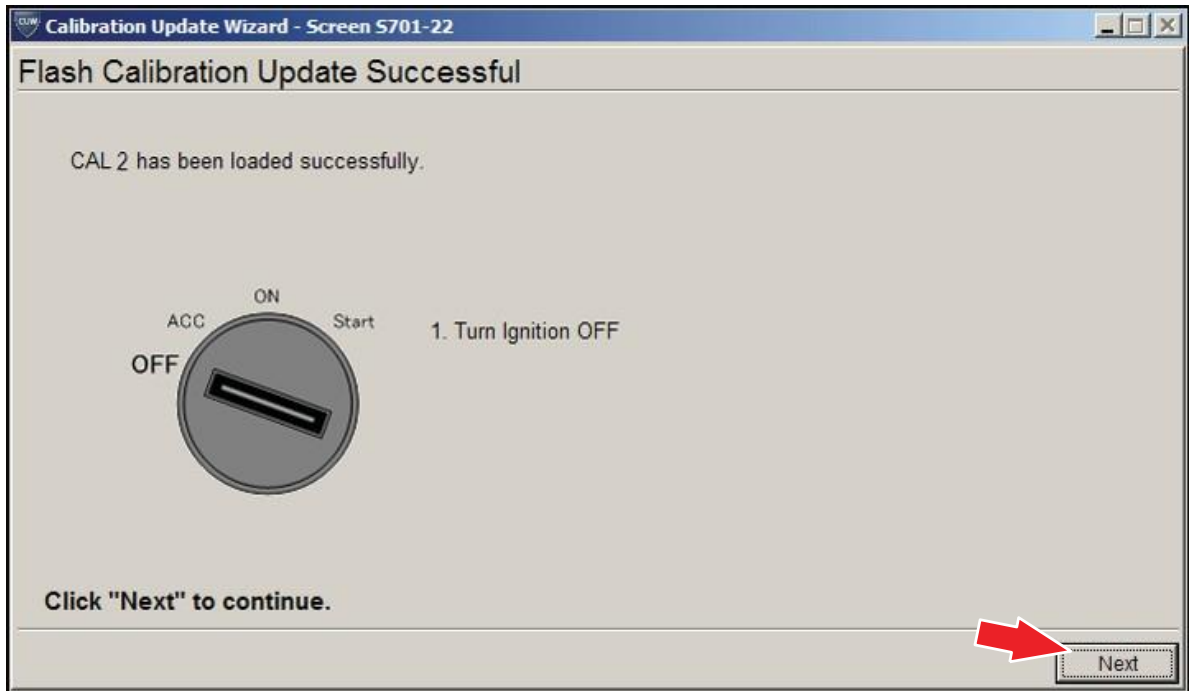 CUW Calibration Update Wizard - Screen S701-22
Flash Calibration Update Successful
CAL 2 has been loaded successfully.
ON
ACC
Start
OFF
1. Turn Ignition OFF
Click "Next" to continue.
Next